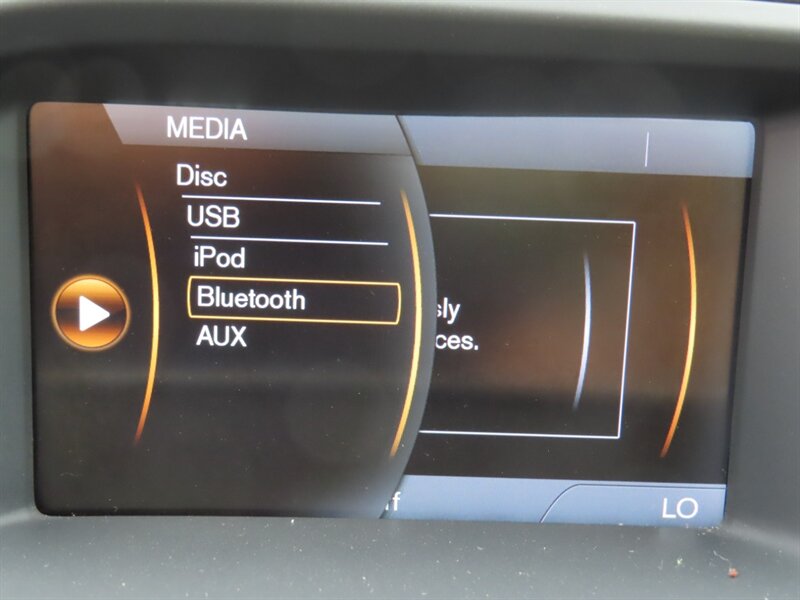 MEDIA
Disc
USB
iPod
Bluetooth
AUX
sly
ces.
f
LO